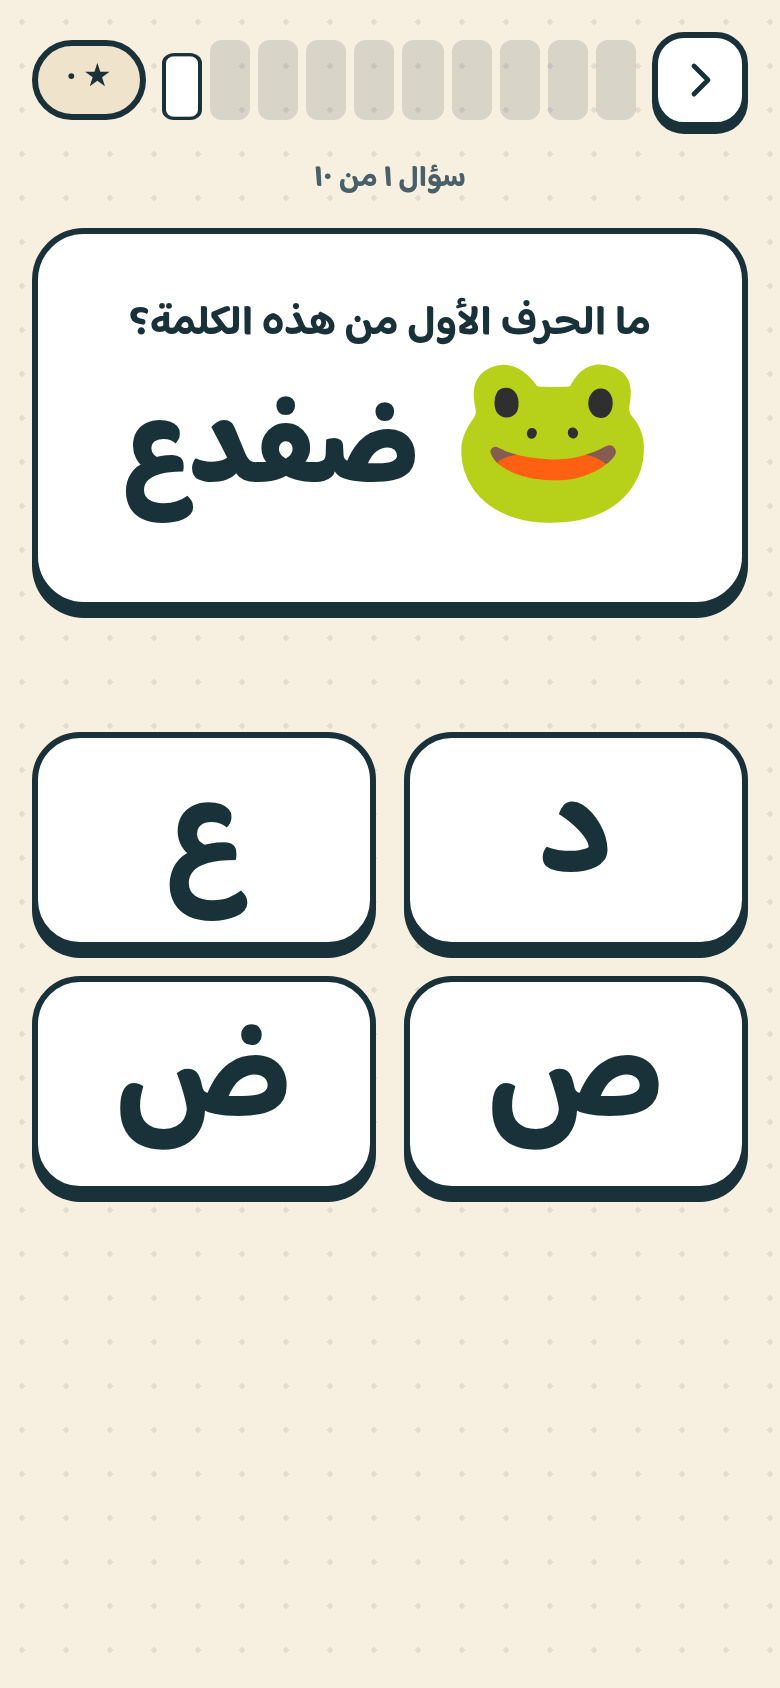 ★ ٠
سؤال ١ من ١٠
ما الحرف الأول من هذه الكلمة؟
ضفدع
د
ع
ص
ض